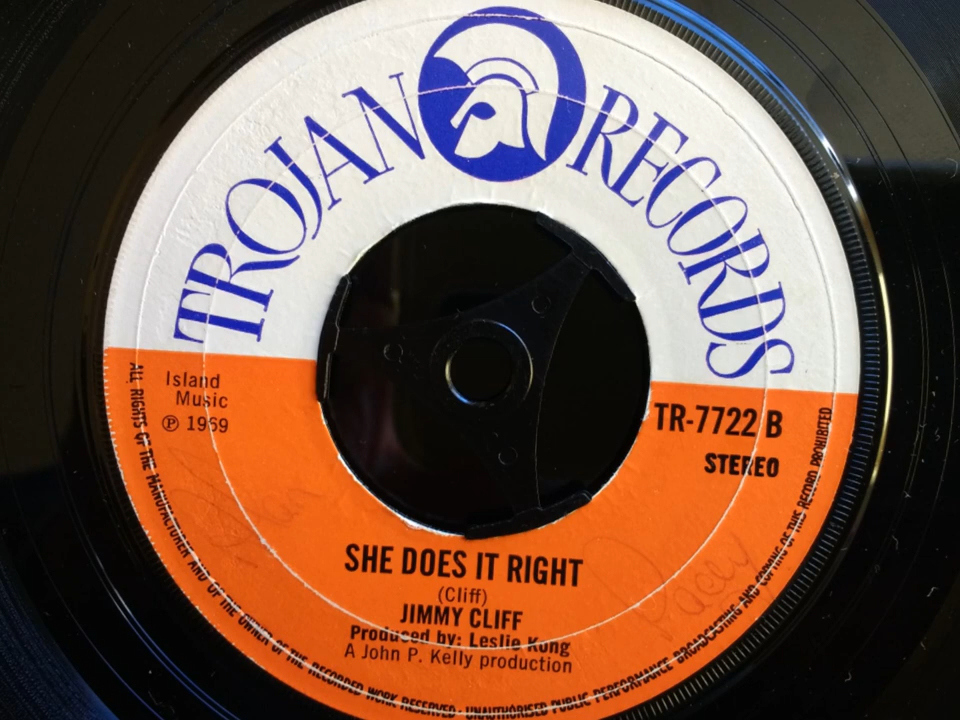 TROJAN RECORDS
Island
Music
℗ 1969
TR-7722 B
STEREO
SHE DOES IT RIGHT
(Cliff)
JIMMY CLIFF
Produced by: Leslie Kong
A John P. Kelly production
ALL RIGHTS OF THE MANUFACTURER AND OF THE OWNER OF THE RECORDED WORK RESERVED · UNAUTHORISED PUBLIC PERFORMANCE BROADCASTING AND COPYING OF THIS RECORD PROHIBITED